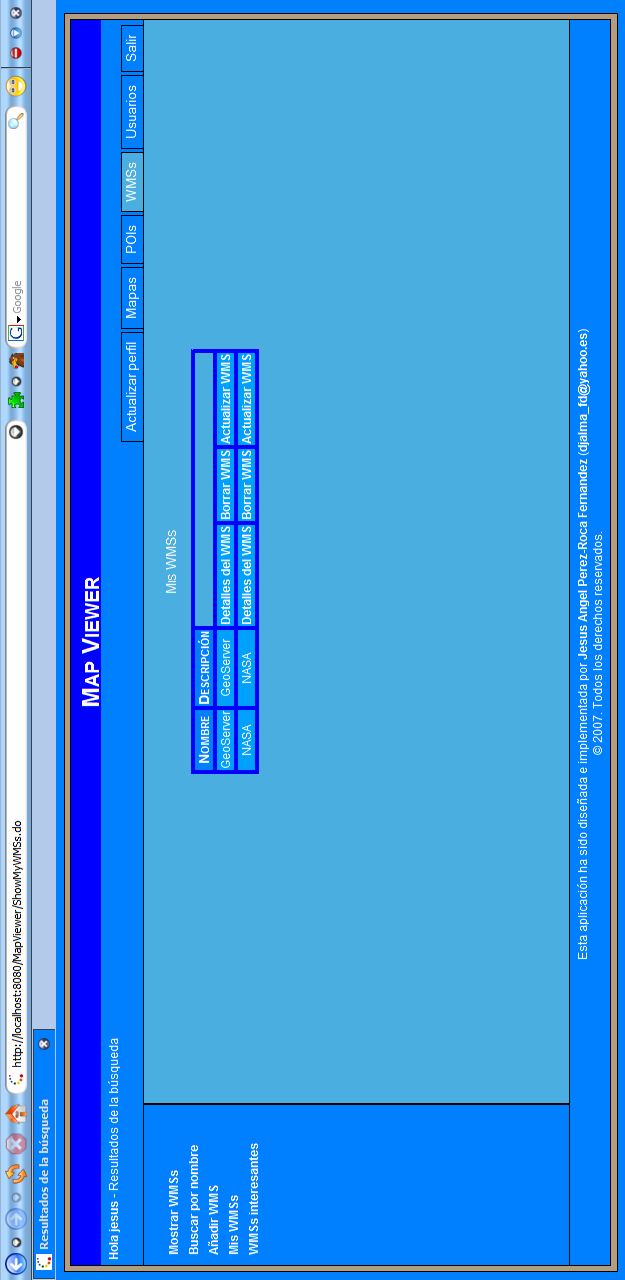 http://localhost:8080/MapViewer/ShowMyWMSs.do
Google
Resultados de la búsqueda
MAP VIEWER
Hola jesus - Resultados de la búsqueda
Actualizar perfil Mapas POIs WMSs Usuarios Salir
Mostrar WMSs
Buscar por nombre
Añadir WMS
Mis WMSs
WMSs interesantes
Mis WMSs
NOMBRE DESCRIPCIÓN
GeoServer GeoServer Detalles del WMS Borrar WMS Actualizar WMS
NASA NASA Detalles del WMS Borrar WMS Actualizar WMS
Esta aplicación ha sido diseñada e implementada por Jesus Angel Perez-Roca Fernandez (djalma_fd@yahoo.es)
© 2007. Todos los derechos reservados.